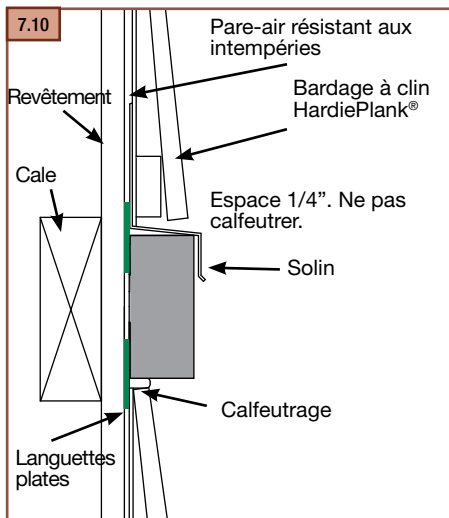 7.10
Pare-air résistant aux
intempéries
Revêtement
Bardage à clin
HardiePlank®
Cale
Espace 1/4”. Ne pas
calfeutrer.
Solin
Calfeutrage
Languettes
plates